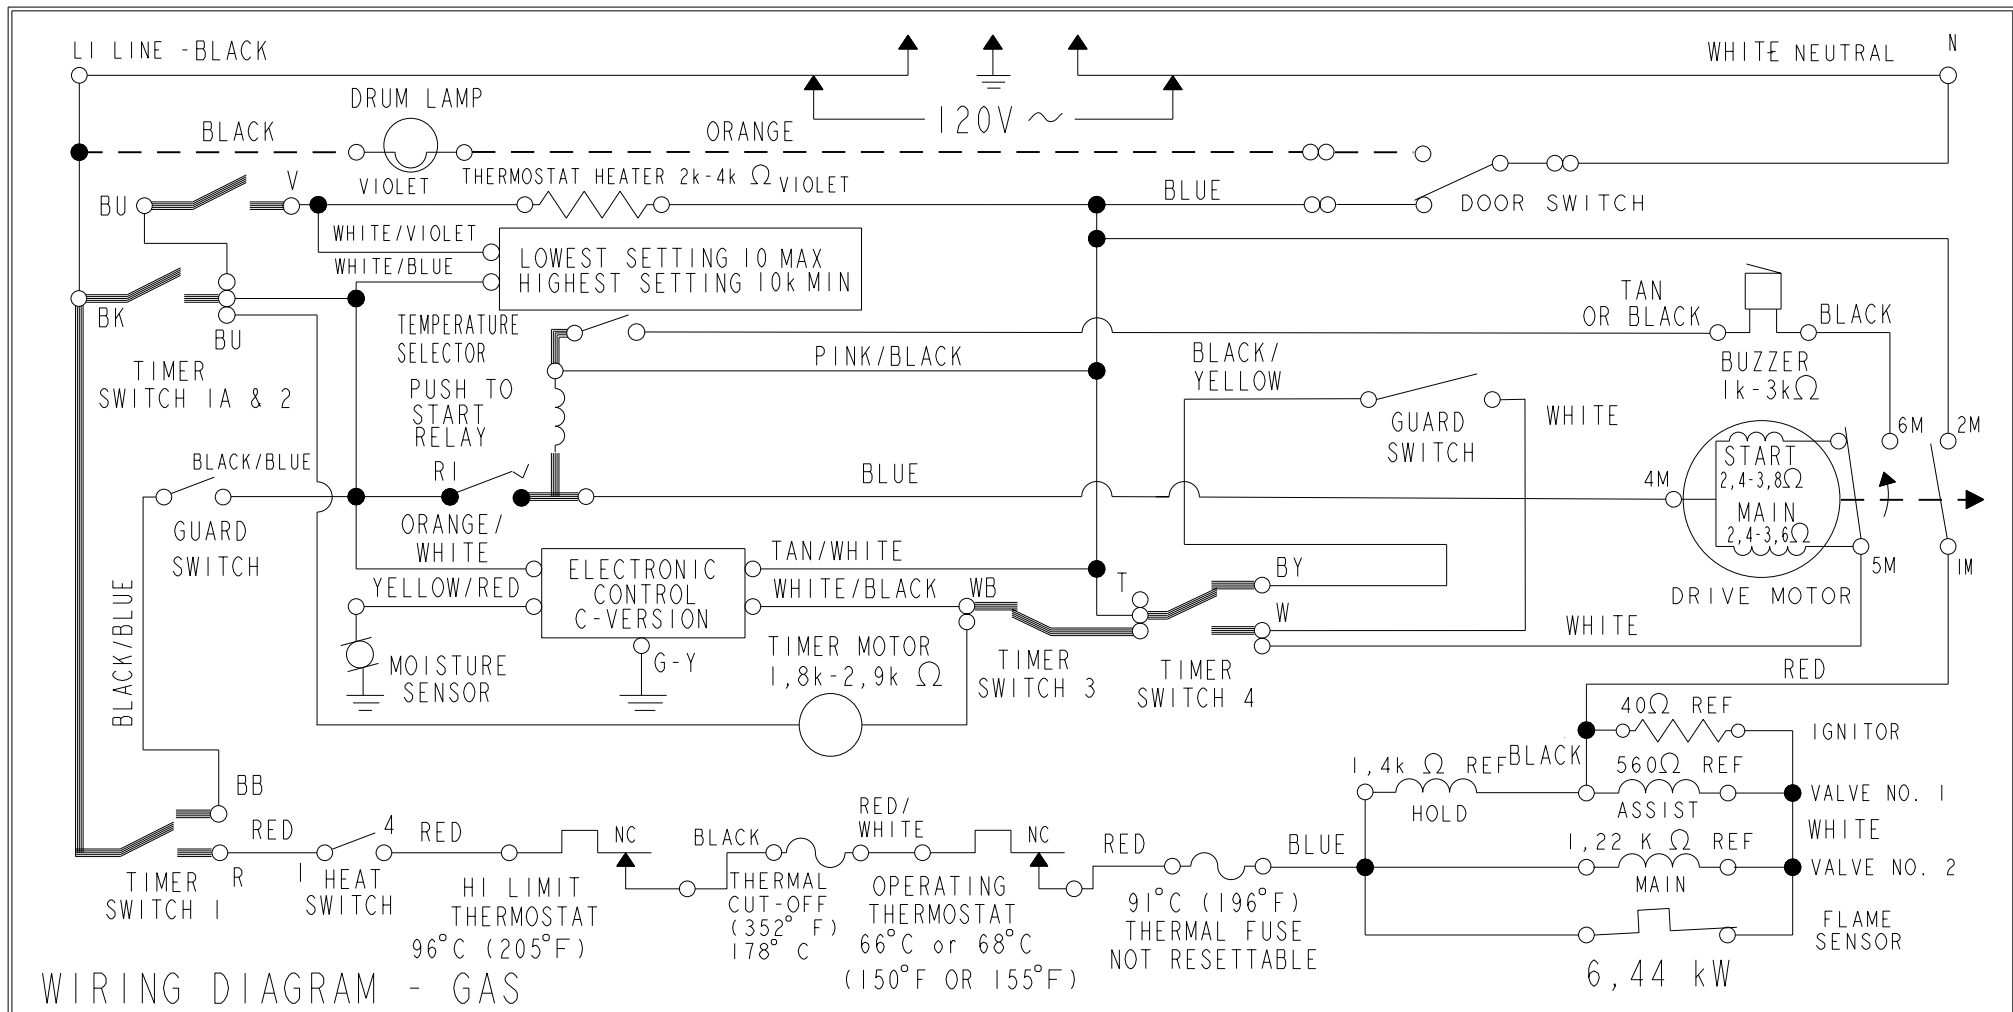 LI LINE - BLACK
WHITE NEUTRAL
N
DRUM LAMP
120V ~
BLACK
ORANGE
VIOLET
THERMOSTAT HEATER 2k-4k Ω
VIOLET
BLUE
DOOR SWITCH
BU
V
WHITE/VIOLET
WHITE/BLUE
LOWEST SETTING 10 MAX
HIGHEST SETTING 10k MIN
BK
BU
TIMER
SWITCH 1A & 2
TEMPERATURE
SELECTOR
PUSH TO
START
RELAY
PINK/BLACK
BLACK/
YELLOW
GUARD
SWITCH
WHITE
TAN
OR BLACK
BLACK
BUZZER
1k-3kΩ
6M
2M
START
2,4-3,8Ω
MAIN
2,4-3,6Ω
4M
5M
1M
DRIVE MOTOR
BLACK/BLUE
GUARD
SWITCH
R1
ORANGE/
WHITE
BLUE
YELLOW/RED
ELECTRONIC
CONTROL
C-VERSION
TAN/WHITE
WHITE/BLACK
WB
T
BY
W
WHITE
G-Y
MOISTURE
SENSOR
TIMER MOTOR
1,8k-2,9k Ω
TIMER
SWITCH 3
TIMER
SWITCH 4
RED
BLACK/BLUE
40Ω REF
IGNITOR
BLACK
1,4k Ω REF
HOLD
560Ω REF
ASSIST
VALVE NO. 1
WHITE
1,22 K Ω REF
MAIN
VALVE NO. 2
FLAME
SENSOR
6,44 kW
BB
TIMER
SWITCH 1
R
RED
1
4
HEAT
SWITCH
RED
NC
HI LIMIT
THERMOSTAT
96°C (205°F)
BLACK
THERMAL
CUT-OFF
(352° F)
178° C
RED/
WHITE
NC
OPERATING
THERMOSTAT
66°C or 68°C
(150°F OR 155°F)
RED
91°C (196°F)
THERMAL FUSE
NOT RESETTABLE
BLUE
WIRING DIAGRAM - GAS